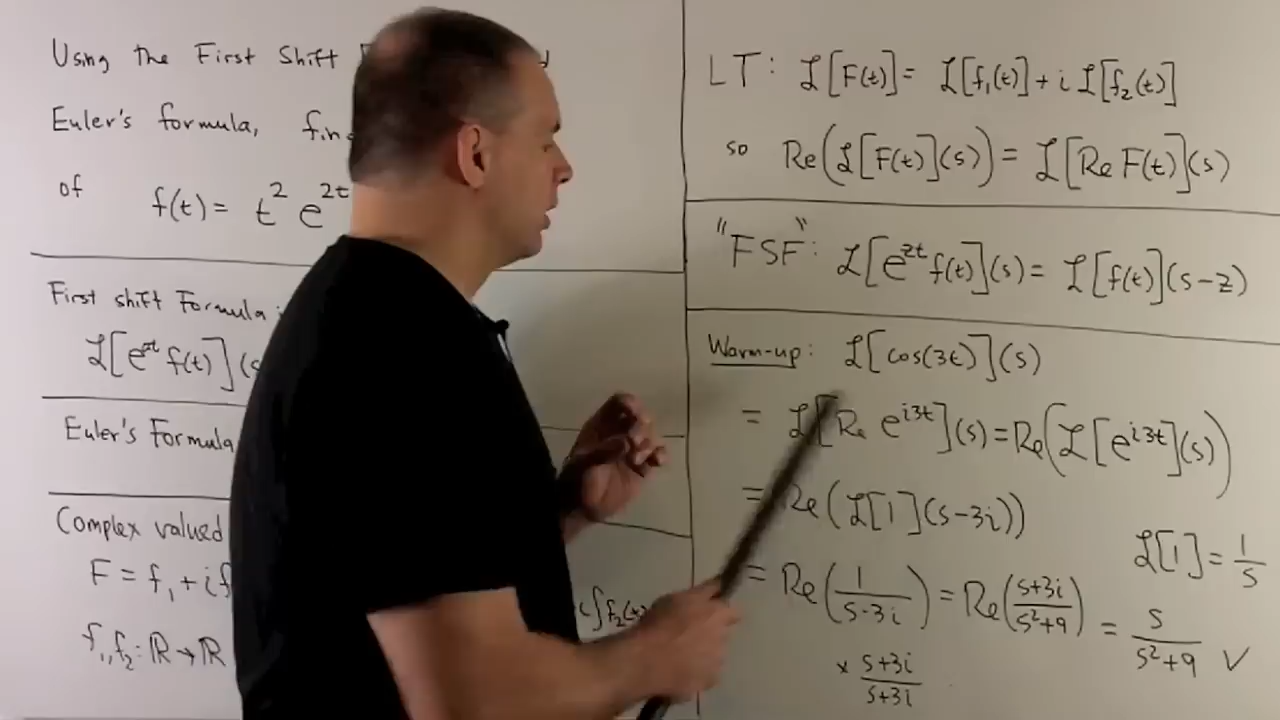 Using the First Shift
Euler's formula,
of f(t) = t² e^{2t}
First shift Formula:
ℒ[e^{zt} f(t)](s
Euler's Formula
Complex valued
F = f₁ + i f
f₁, f₂: ℝ → ℝ
∫f₂(t)
LT: ℒ[F(t)] = ℒ[f₁(t)] + i ℒ[f₂(t)]
so Re(ℒ[F(t)](s)) = ℒ[Re F(t)](s)
"FSF": ℒ[e^{zt} f(t)](s) = ℒ[f(t)](s-z)
Warm-up: ℒ[cos(3t)](s)
= ℒ[Re e^{i3t}](s) = Re(ℒ[e^{i3t}](s))
= Re(ℒ[1](s-3i))
ℒ[1] = 1/s
= Re(1/(s-3i)) = Re((s+3i)/(s²+9)) = s/(s²+9) ✓
× (s+3i)/(s+3i)